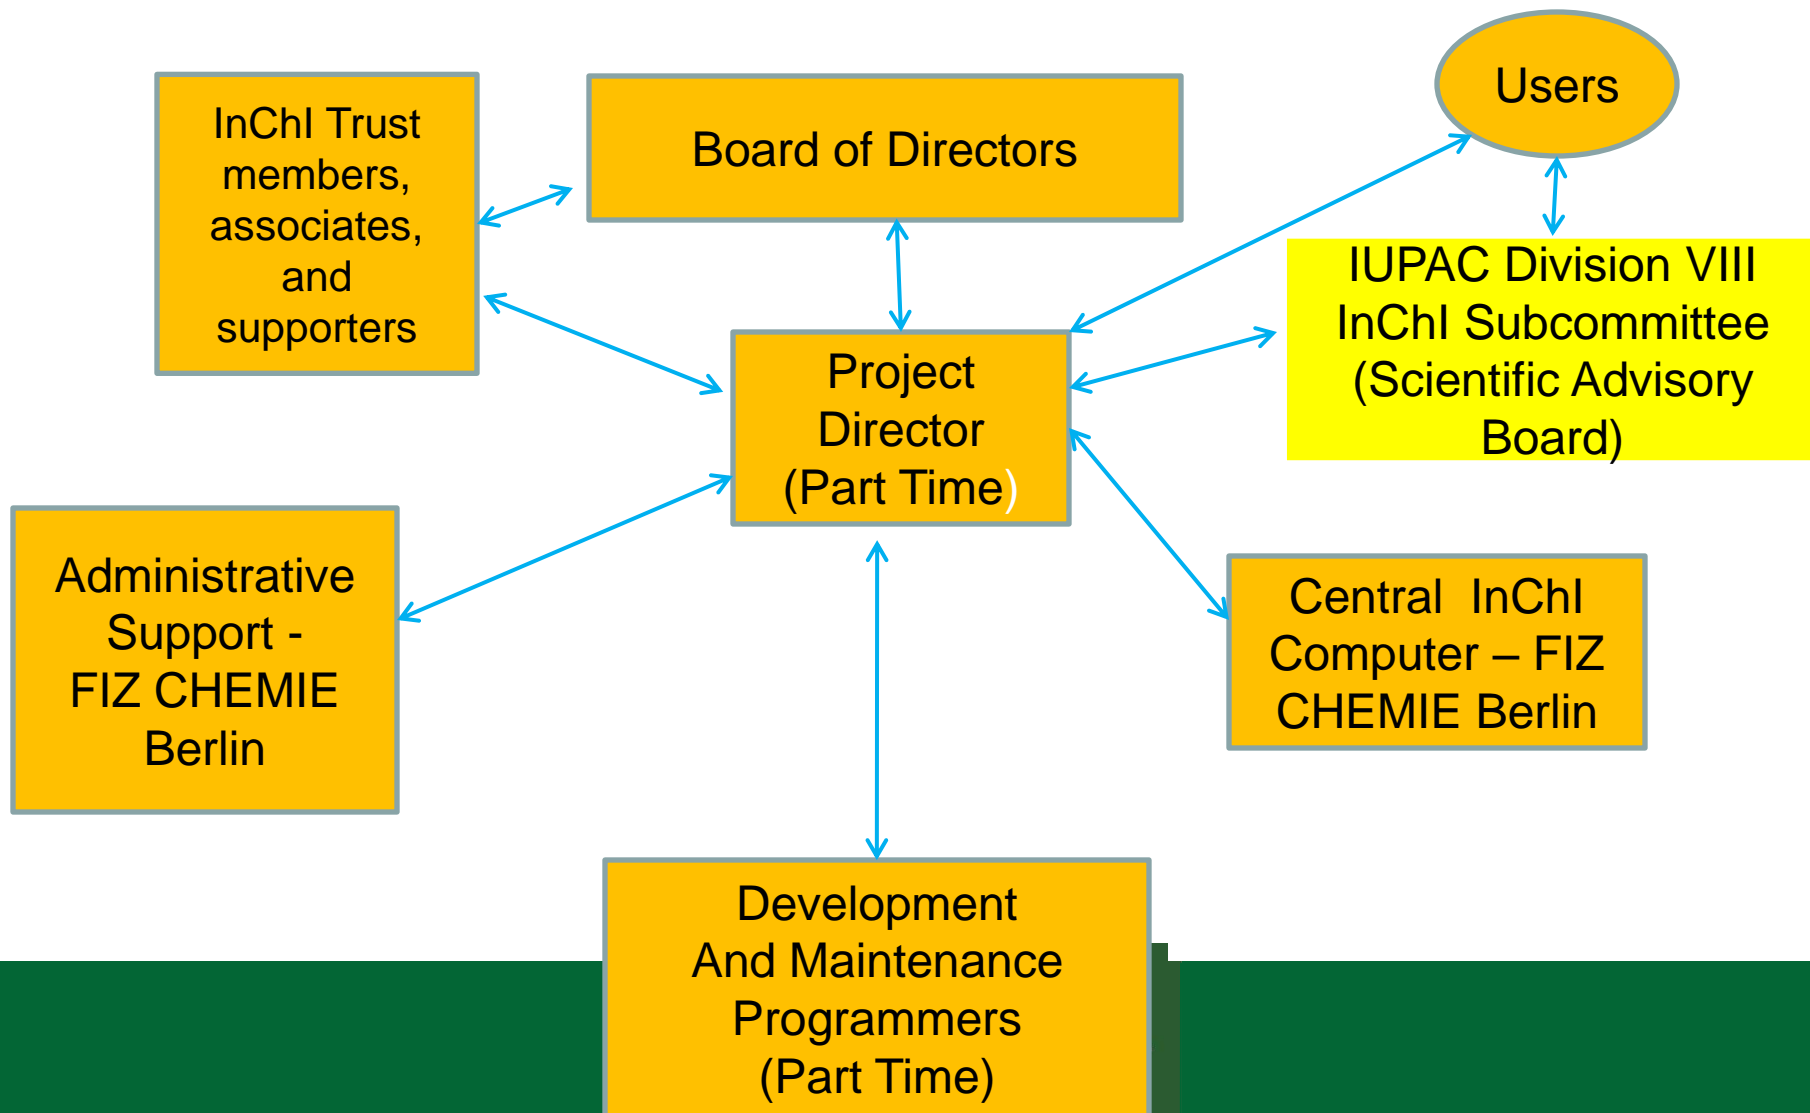 InChI Trust
members,
associates,
and
supporters
Board of Directors
Users
IUPAC Division VIII
InChI Subcommittee
(Scientific Advisory
Board)
Project
Director
(Part Time)
Administrative
Support -
FIZ CHEMIE
Berlin
Central  InChI
Computer – FIZ
CHEMIE Berlin
Development
And Maintenance
Programmers
(Part Time)